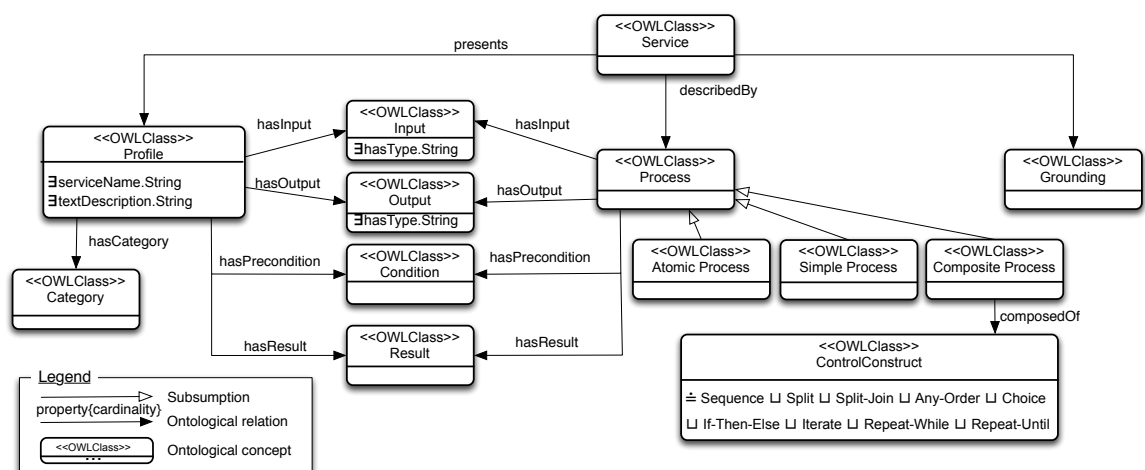 <<OWLClass>>
Service
presents
describedBy
<<OWLClass>>
Profile
∃serviceName.String
∃textDescription.String
hasInput
<<OWLClass>>
Input
∃hasType.String
hasInput
hasOutput
<<OWLClass>>
Output
∃hasType.String
hasOutput
<<OWLClass>>
Process
<<OWLClass>>
Grounding
hasCategory
<<OWLClass>>
Category
hasPrecondition
<<OWLClass>>
Condition
hasPrecondition
<<OWLClass>>
Atomic Process
<<OWLClass>>
Simple Process
<<OWLClass>>
Composite Process
composedOf
hasResult
<<OWLClass>>
Result
hasResult
<<OWLClass>>
ControlConstruct
≐ Sequence ⊔ Split ⊔ Split-Join ⊔ Any-Order ⊔ Choice
⊔ If-Then-Else ⊔ Iterate ⊔ Repeat-While ⊔ Repeat-Until
Legend
Subsumption
property{cardinality}
Ontological relation
<<OWLClass>>
...
Ontological concept